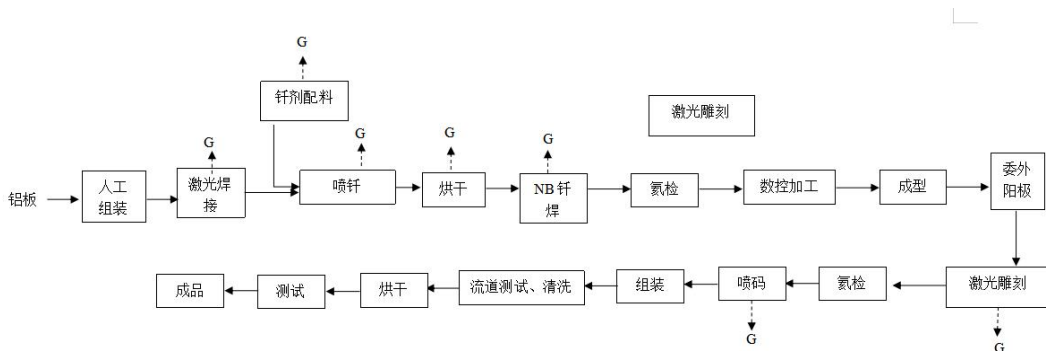 G
钎剂配料
激光雕刻
G
G
G
G
铝板
人工
组装
激光焊
接
喷钎
烘干
NB 钎
焊
氦检
数控加工
成型
委外
阳极
成品
测试
烘干
流道测试、清洗
组装
喷码
氦检
激光雕刻
G
G